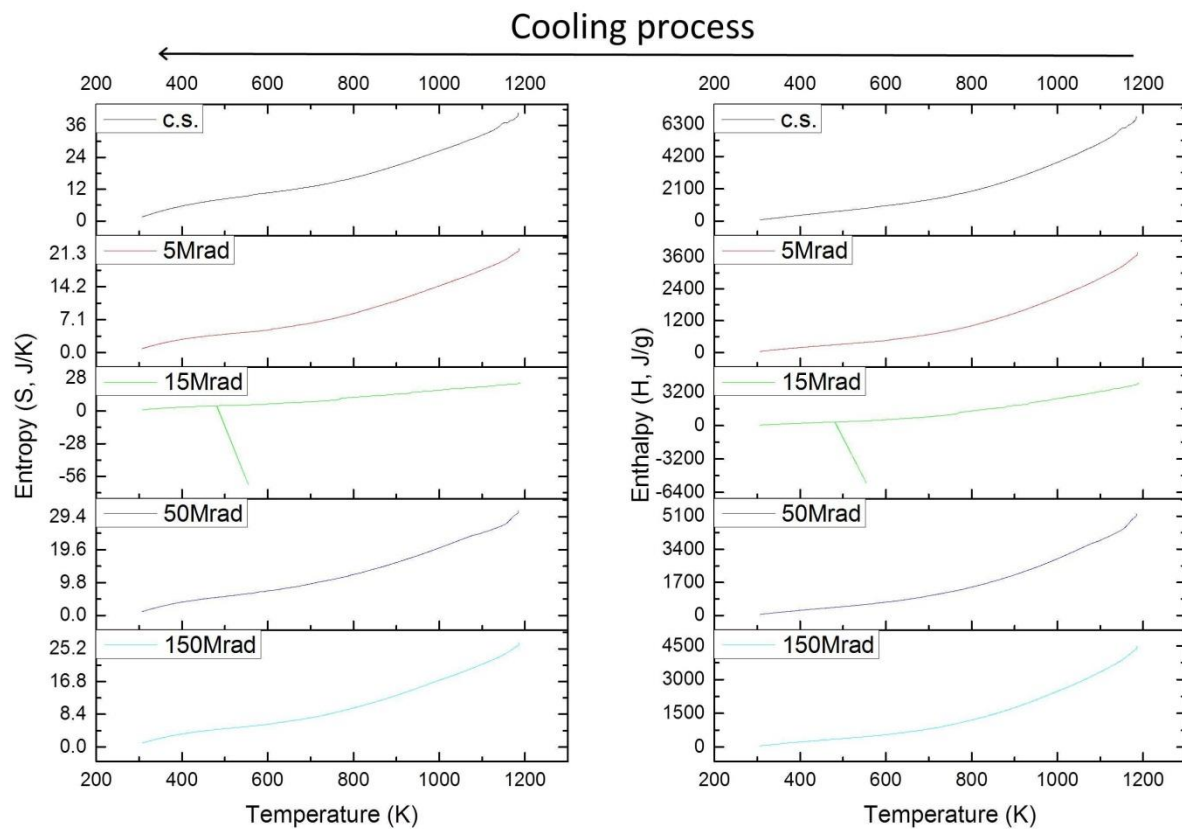 Cooling process
200 400 600 800 1000 1200
200 400 600 800 1000 1200
c.s.
36
24
12
0
c.s.
6300
4200
2100
0
5Mrad
21.3
14.2
7.1
0.0
5Mrad
3600
2400
1200
0
15Mrad
28
0
-28
-56
15Mrad
3200
0
-3200
-6400
50Mrad
29.4
19.6
9.8
0.0
50Mrad
5100
3400
1700
0
150Mrad
25.2
16.8
8.4
0.0
150Mrad
4500
3000
1500
0
Entropy (S, J/K)
Enthalpy (H, J/g)
200 400 600 800 1000 1200
200 400 600 800 1000 1200
Temperature (K)
Temperature (K)